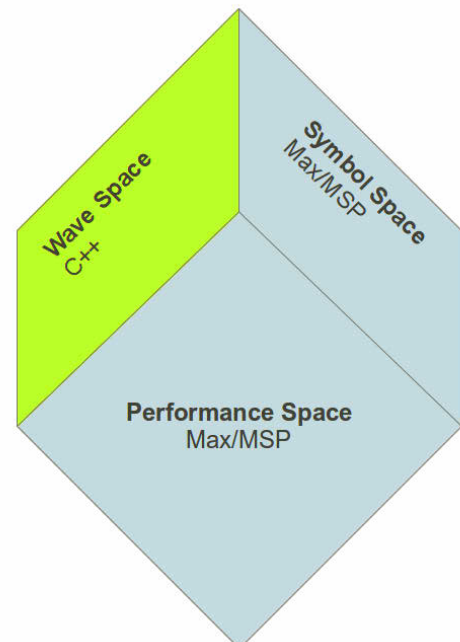 Wave Space
C++
Symbol Space
Max/MSP
Performance Space
Max/MSP